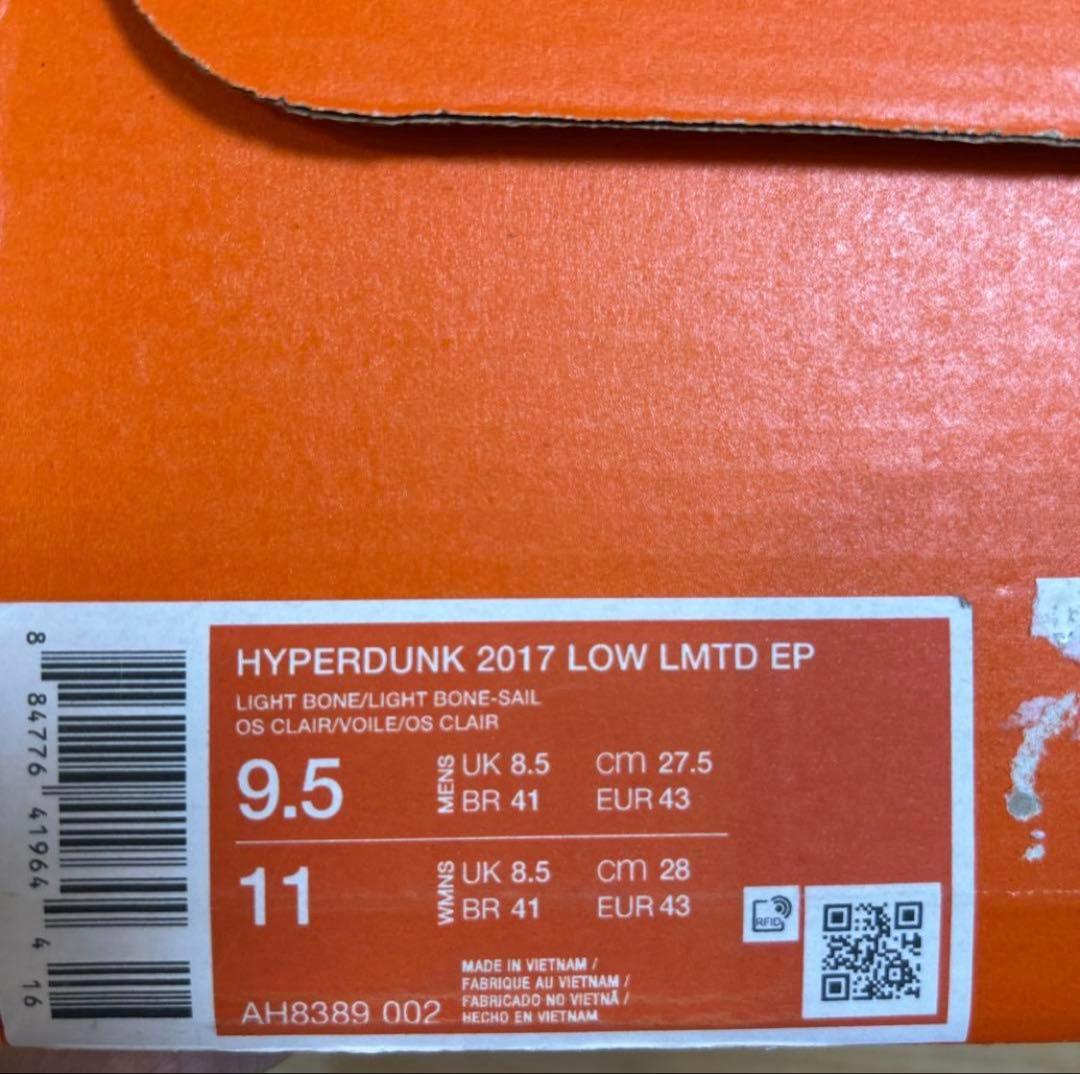 HYPERDUNK 2017 LOW LMTD EP
LIGHT BONE/LIGHT BONE-SAIL
OS CLAIR/VOILE/OS CLAIR
9.5
MENS
UK 8.5 cm 27.5
BR 41 EUR 43
11
WMNS
UK 8.5 cm 28
BR 41 EUR 43
RFID
MADE IN VIETNAM /
FABRIQUE AU VIETNAM /
FABRICADO NO VIETNÃ /
HECHO EN VIETNAM
AH8389 002
8 84776 41964 4 16